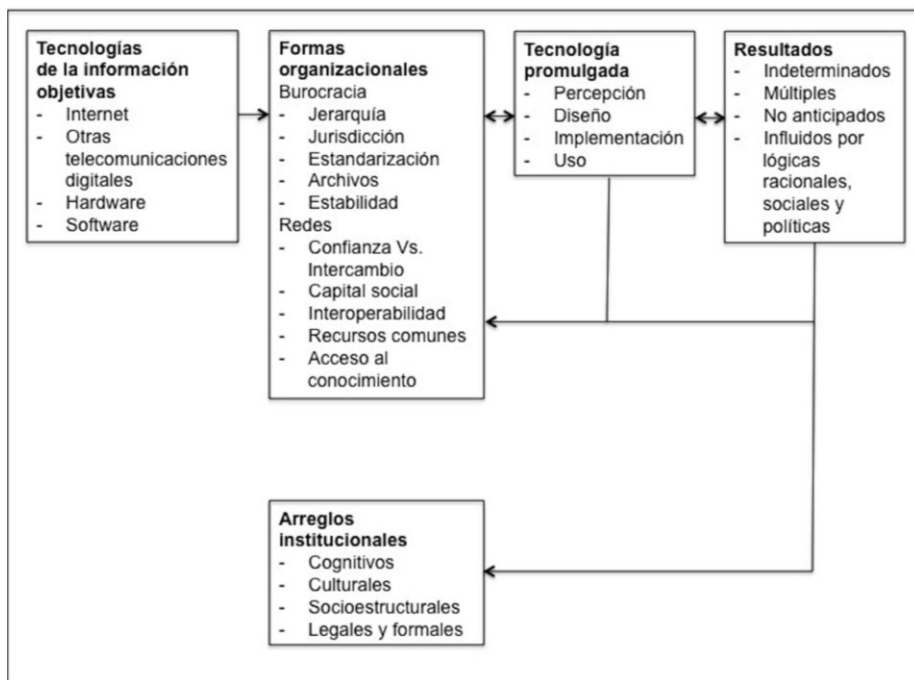 Tecnologías
de la información
objetivas
- Internet
- Otras
telecomunicaciones
digitales
- Hardware
- Software
Formas
organizacionales
Burocracia
- Jerarquía
- Jurisdicción
- Estandarización
- Archivos
- Estabilidad
Redes
- Confianza Vs.
Intercambio
- Capital social
- Interoperabilidad
- Recursos comunes
- Acceso al
conocimiento
Tecnología
promulgada
- Percepción
- Diseño
- Implementación
- Uso
Resultados
- Indeterminados
- Múltiples
- No anticipados
- Influidos por
lógicas
racionales,
sociales y
políticas
Arreglos
institucionales
- Cognitivos
- Culturales
- Socioestructurales
- Legales y formales